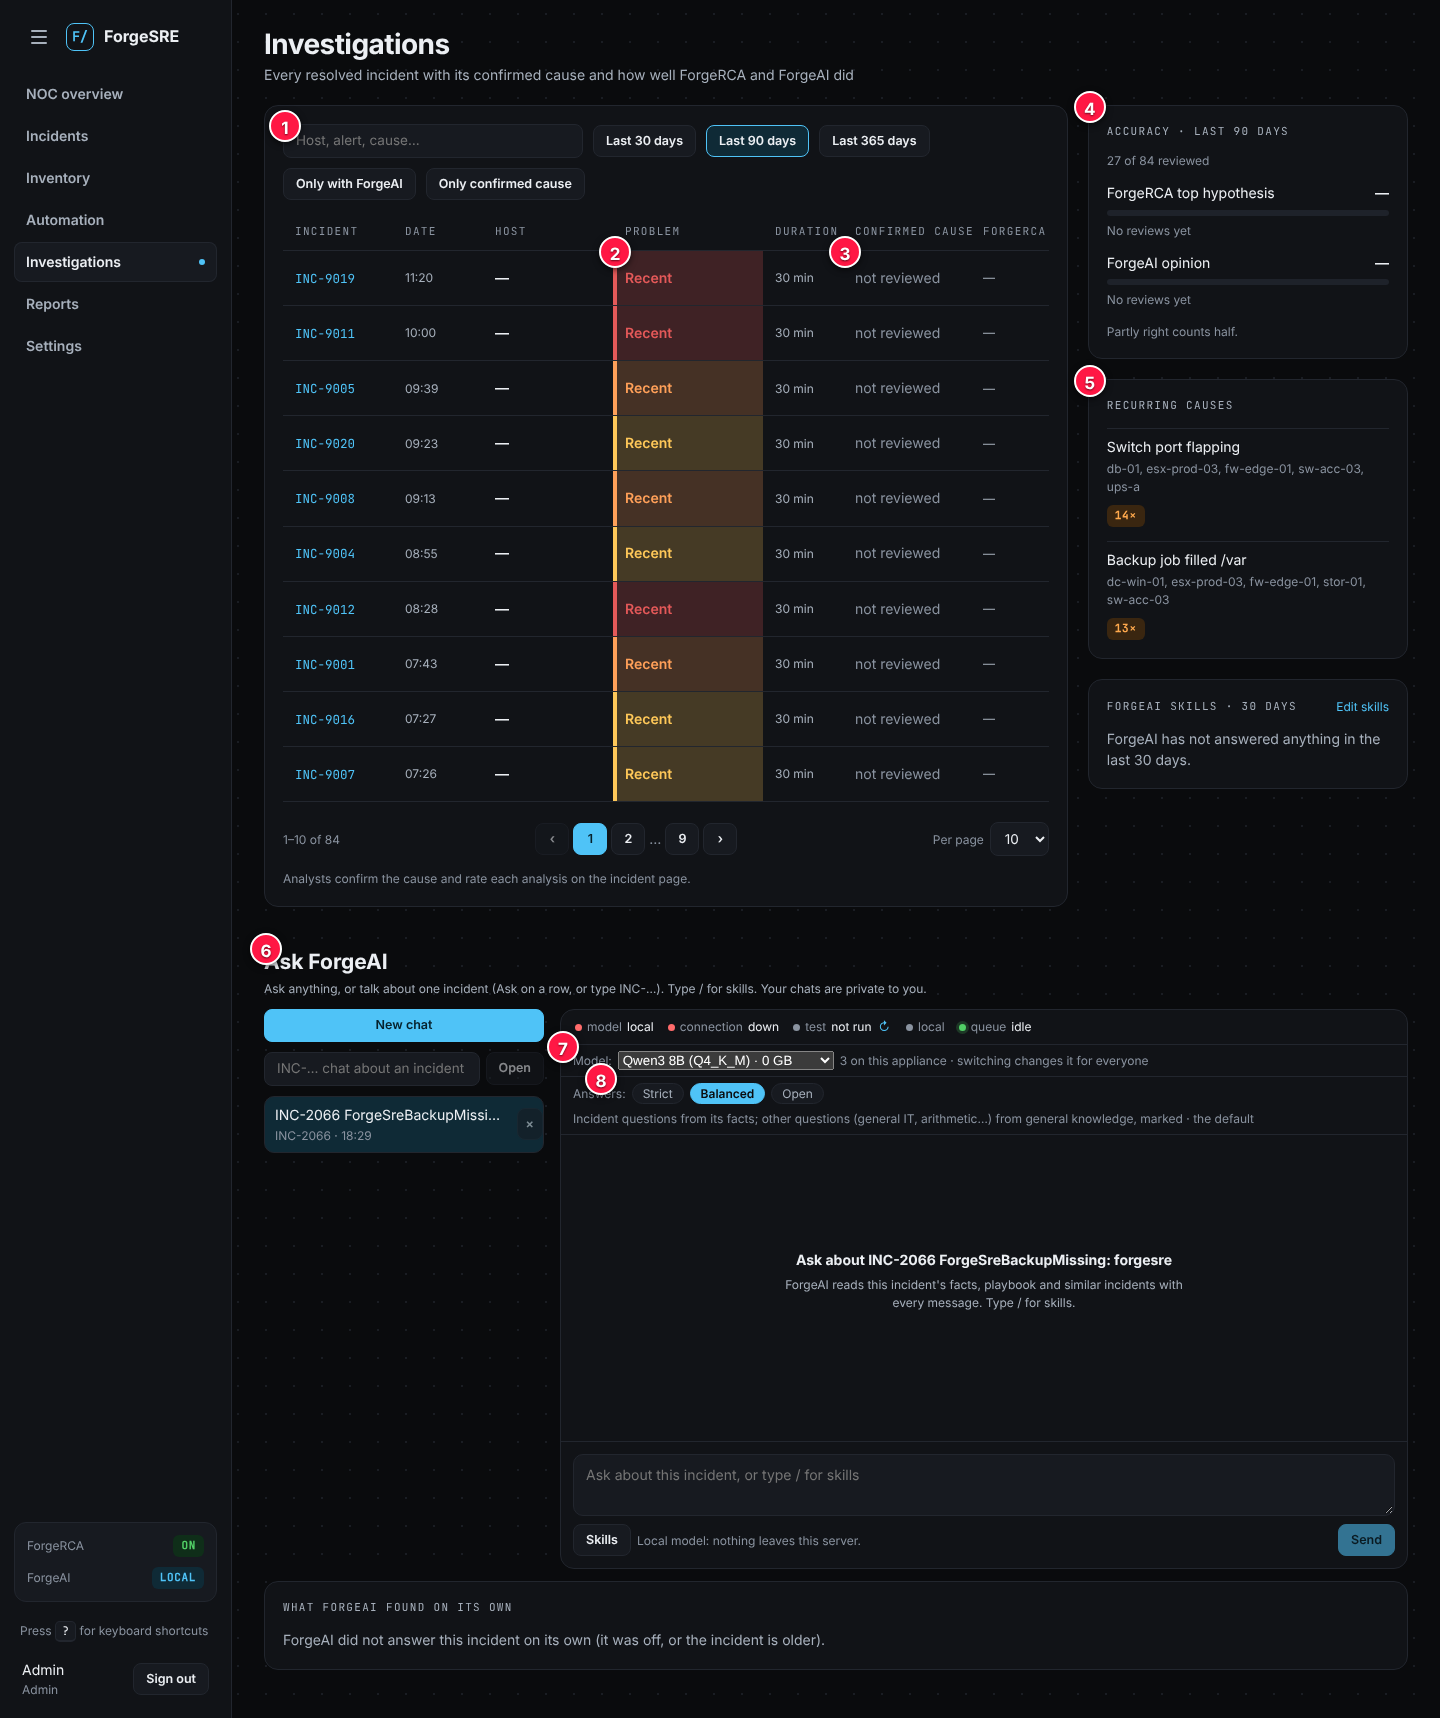 F/ ForgeSRE
NOC overview
Incidents
Inventory
Automation
Investigations
Reports
Settings
ForgeRCA ON
ForgeAI LOCAL
Press ? for keyboard shortcuts
Admin
Admin
Sign out
Investigations
Every resolved incident with its confirmed cause and how well ForgeRCA and ForgeAI did
1
Host, alert, cause... Last 30 days Last 90 days Last 365 days
Only with ForgeAI Only confirmed cause
INCIDENT DATE HOST PROBLEM DURATION CONFIRMED CAUSE FORGERCA
2 3
INC-9019 11:20 — Recent 30 min not reviewed —
INC-9011 10:00 — Recent 30 min not reviewed —
INC-9005 09:39 — Recent 30 min not reviewed —
INC-9020 09:23 — Recent 30 min not reviewed —
INC-9008 09:13 — Recent 30 min not reviewed —
INC-9004 08:55 — Recent 30 min not reviewed —
INC-9012 08:28 — Recent 30 min not reviewed —
INC-9001 07:43 — Recent 30 min not reviewed —
INC-9016 07:27 — Recent 30 min not reviewed —
INC-9007 07:26 — Recent 30 min not reviewed —
1–10 of 84 ‹ 1 2 … 9 › Per page 10
Analysts confirm the cause and rate each analysis on the incident page.
4
ACCURACY · LAST 90 DAYS
27 of 84 reviewed
ForgeRCA top hypothesis —
No reviews yet
ForgeAI opinion —
No reviews yet
Partly right counts half.
5
RECURRING CAUSES
Switch port flapping
db-01, esx-prod-03, fw-edge-01, sw-acc-03,
ups-a
14×
Backup job filled /var
dc-win-01, esx-prod-03, fw-edge-01, stor-01,
sw-acc-03
13×
FORGEAI SKILLS · 30 DAYS Edit skills
ForgeAI has not answered anything in the
last 30 days.
6
Ask ForgeAI
Ask anything, or talk about one incident (Ask on a row, or type INC-...). Type / for skills. Your chats are private to you.
New chat
INC-... chat about an incident Open
INC-2066 ForgeSreBackupMissi...
INC-2066 · 18:29
×
model local connection down test not run local queue idle
7
Model: Qwen3 8B (Q4_K_M) · 0 GB 3 on this appliance · switching changes it for everyone
8
Answers: Strict Balanced Open
Incident questions from its facts; other questions (general IT, arithmetic...) from general knowledge, marked · the default
Ask about INC-2066 ForgeSreBackupMissing: forgesre
ForgeAI reads this incident's facts, playbook and similar incidents with
every message. Type / for skills.
Ask about this incident, or type / for skills
Skills Local model: nothing leaves this server. Send
WHAT FORGEAI FOUND ON ITS OWN
ForgeAI did not answer this incident on its own (it was off, or the incident is older).